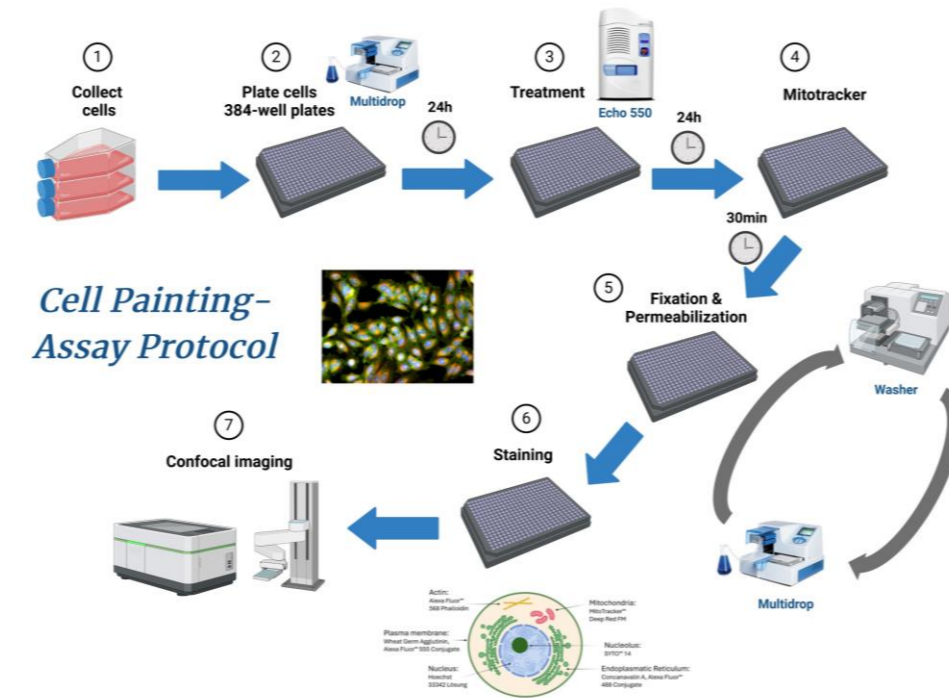 1
Collect
cells
2
Plate cells
384-well plates
Multidrop
24h
3
Treatment
Echo 550
24h
4
Mitotracker
30min
5
Fixation &
Permeabilization
Washer
Multidrop
Cell Painting-
Assay Protocol
6
Staining
7
Confocal imaging
Actin:
Alexa Fluor™
568 Phalloidin
Mitochondria:
MitoTracker™
Deep Red FM
Plasma membrane:
Wheat Germ Agglutinin,
Alexa Fluor™ 555 Conjugate
Nucleolus:
SYTO™ 14
Nucleus:
Hoechst
33342 Lösung
Endoplasmatic Reticulum:
Concanavalin A, Alexa Fluor™
488 Conjugate